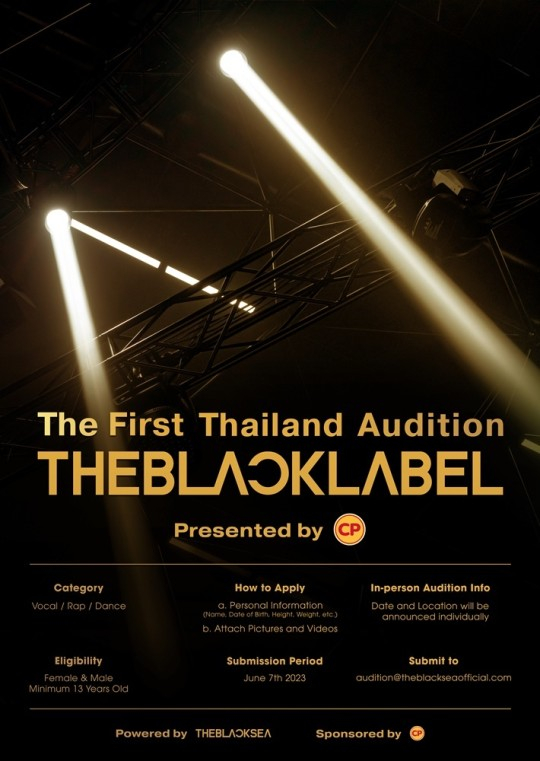 The First Thailand Audition
THEBLACKLABEL
Presented by CP
Category
Vocal / Rap / Dance
How to Apply
a. Personal Information
(Name, Date of Birth, Height, Weight, etc.)
b. Attach Pictures and Videos
In-person Audition Info
Date and Location will be
announced individually
Eligibility
Female & Male
Minimum 13 Years Old
Submission Period
June 7th 2023
Submit to
audition@theblackseaofficial.com
Powered by THEBLACKSEA
Sponsored by CP